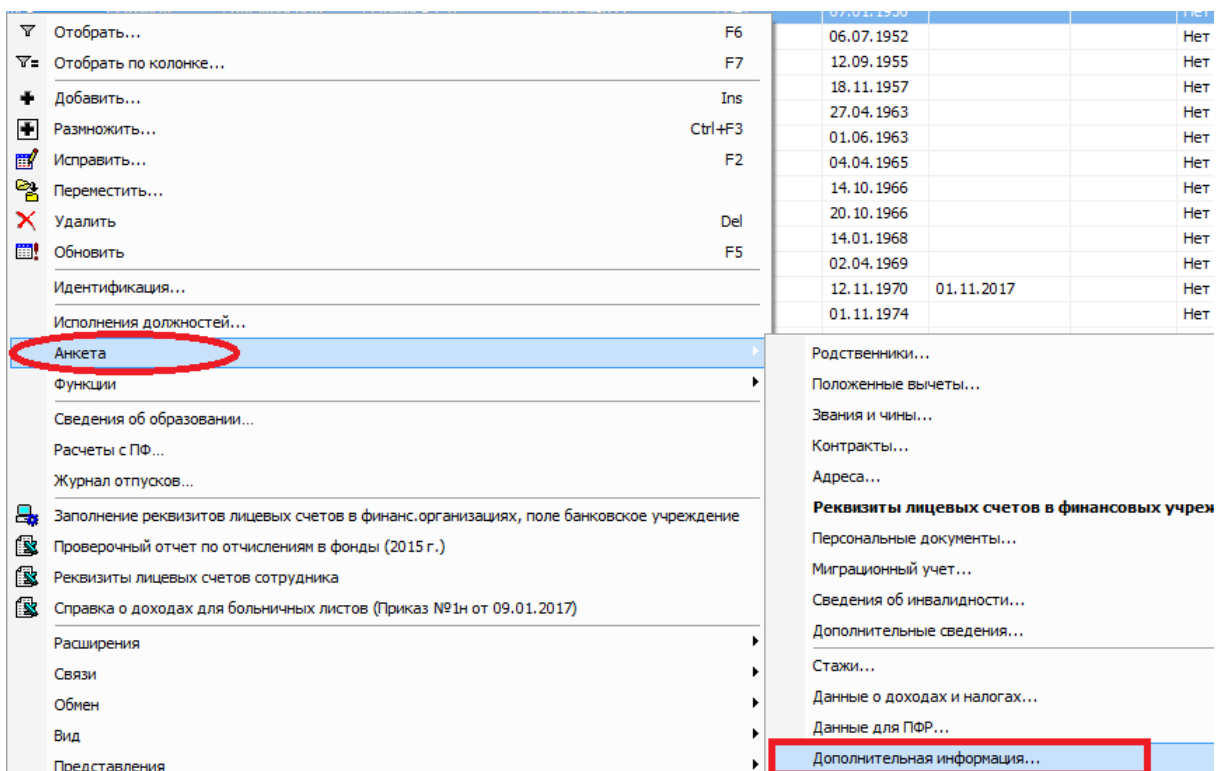 07.01.1950
Отобрать... F6
Отобрать по колонке... F7
Добавить... Ins
Размножить... Ctrl+F3
Исправить... F2
Переместить...
Удалить Del
Обновить F5
Идентификация...
Исполнения должностей...
Анкета
Функции
Сведения об образовании...
Расчеты с ПФ...
Журнал отпусков...
Заполнение реквизитов лицевых счетов в финанс.организациях, поле банковское учреждение
Проверочный отчет по отчислениям в фонды (2015 г.)
Реквизиты лицевых счетов сотрудника
Справка о доходах для больничных листов (Приказ №1н от 09.01.2017)
Расширения
Связи
Обмен
Вид
Представления
06.07.1952 Нет
12.09.1955 Нет
18.11.1957 Нет
27.04.1963 Нет
01.06.1963 Нет
04.04.1965 Нет
14.10.1966 Нет
20.10.1966 Нет
14.01.1968 Нет
02.04.1969 Нет
12.11.1970 01.11.2017 Нет
01.11.1974 Нет
Родственники...
Положенные вычеты...
Звания и чины...
Контракты...
Адреса...
Реквизиты лицевых счетов в финансовых учреж
Персональные документы...
Миграционный учет...
Сведения об инвалидности...
Дополнительные сведения...
Стажи...
Данные о доходах и налогах...
Данные для ПФР...
Дополнительная информация...